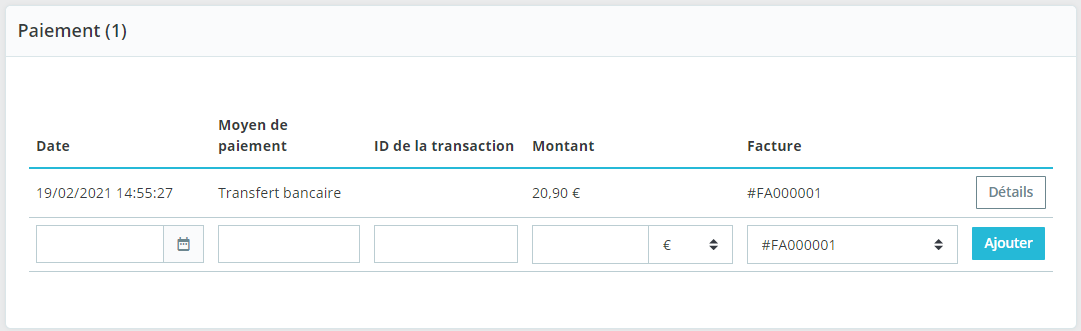 Paiement (1)
Date
Moyen de
paiement
ID de la transaction
Montant
Facture
19/02/2021 14:55:27
Transfert bancaire
20,90 €
#FA000001
Détails
€
#FA000001
Ajouter